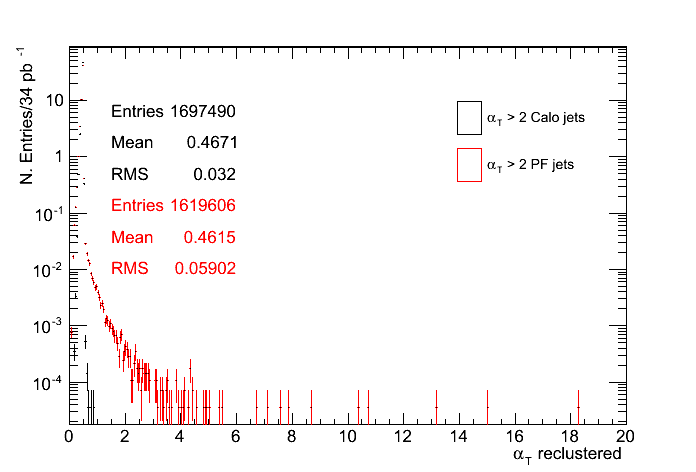 N. Entries/34 pb⁻¹
10
1
10⁻¹
10⁻²
10⁻³
10⁻⁴
Entries 1697490
Mean 0.4671
RMS 0.032
Entries 1619606
Mean 0.4615
RMS 0.05902
α_T > 2 Calo jets
α_T > 2 PF jets
0 2 4 6 8 10 12 14 16 18 20
α_T reclustered